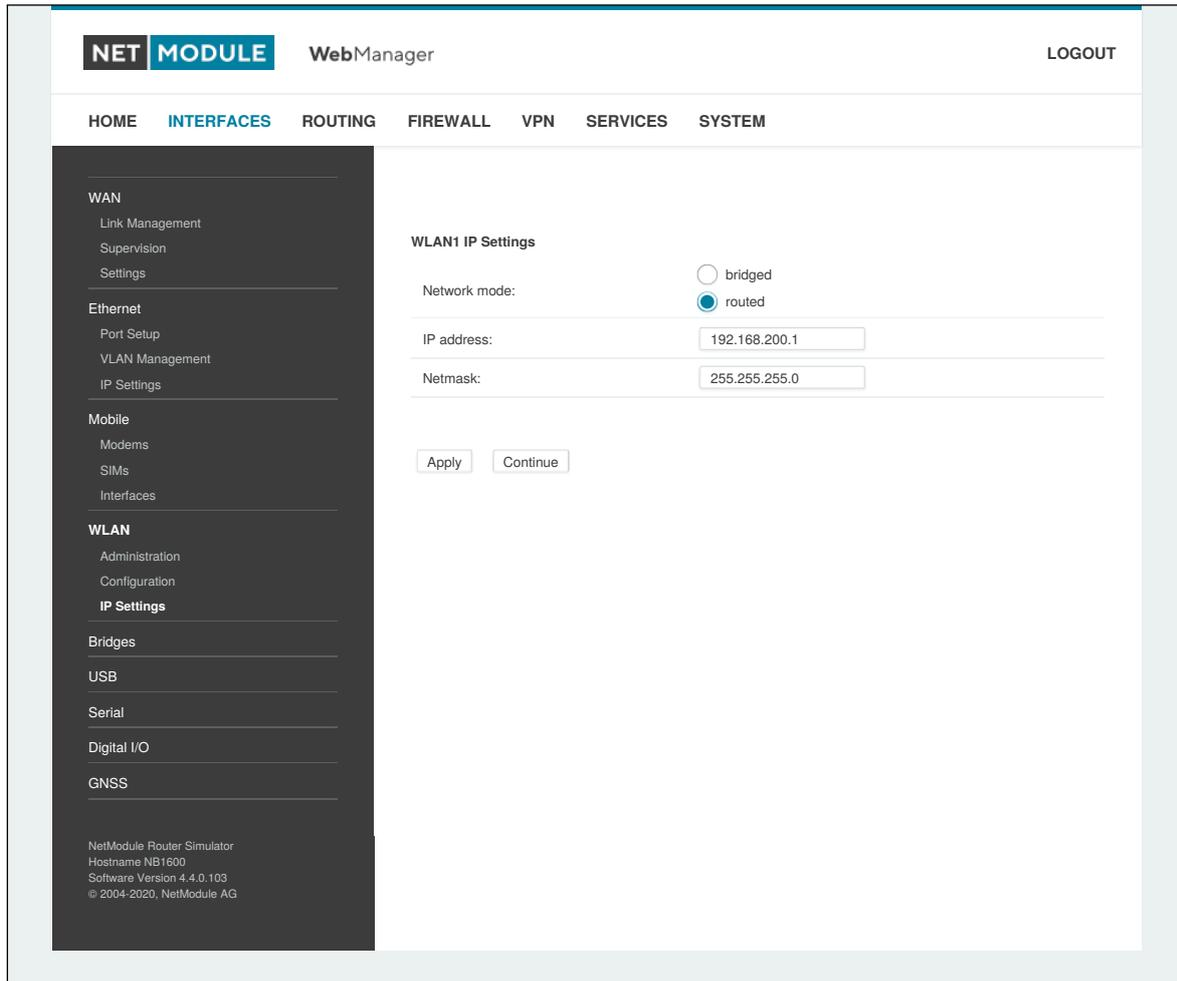 NET MODULE WebManager LOGOUT
HOME INTERFACES ROUTING FIREWALL VPN SERVICES SYSTEM
WAN
Link Management
Supervision
Settings
Ethernet
Port Setup
VLAN Management
IP Settings
Mobile
Modems
SIMs
Interfaces
WLAN
Administration
Configuration
IP Settings
Bridges
USB
Serial
Digital I/O
GNSS
NetModule Router Simulator
Hostname NB1600
Software Version 4.4.0.103
© 2004-2020, NetModule AG
WLAN1 IP Settings
Network mode:
bridged
routed
IP address: 192.168.200.1
Netmask: 255.255.255.0
Apply Continue